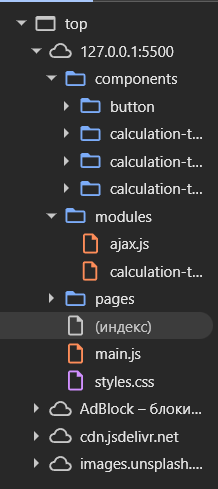 top
127.0.0.1:5500
components
button
calculation-t...
calculation-t...
calculation-t...
modules
ajax.js
calculation-t...
pages
(индекс)
main.js
styles.css
AdBlock – блоки...
cdn.jsdelivr.net
images.unsplash....